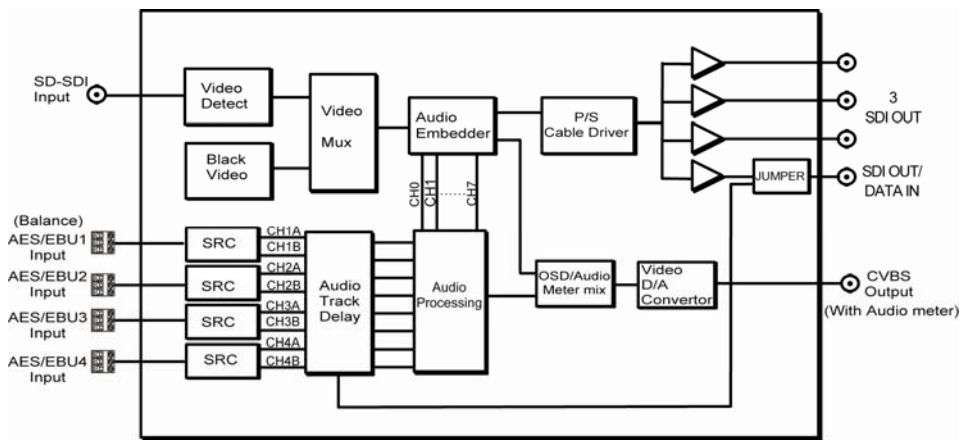 SD-SDI
Input
Video
Detect
Black
Video
Video
Mux
Audio
Embedder
P/S
Cable Driver
3
SDI OUT
SDI OUT/
DATA IN
JUMPER
CH0
CH1
CH7
(Balance)
AES/EBU1
Input
AES/EBU2
Input
AES/EBU3
Input
AES/EBU4
Input
SRC
SRC
SRC
SRC
CH1A
CH1B
CH2A
CH2B
CH3A
CH3B
CH4A
CH4B
Audio
Track
Delay
Audio
Processing
OSD/Audio
Meter mix
Video
D/A
Convertor
CVBS
Output
(With Audio meter)